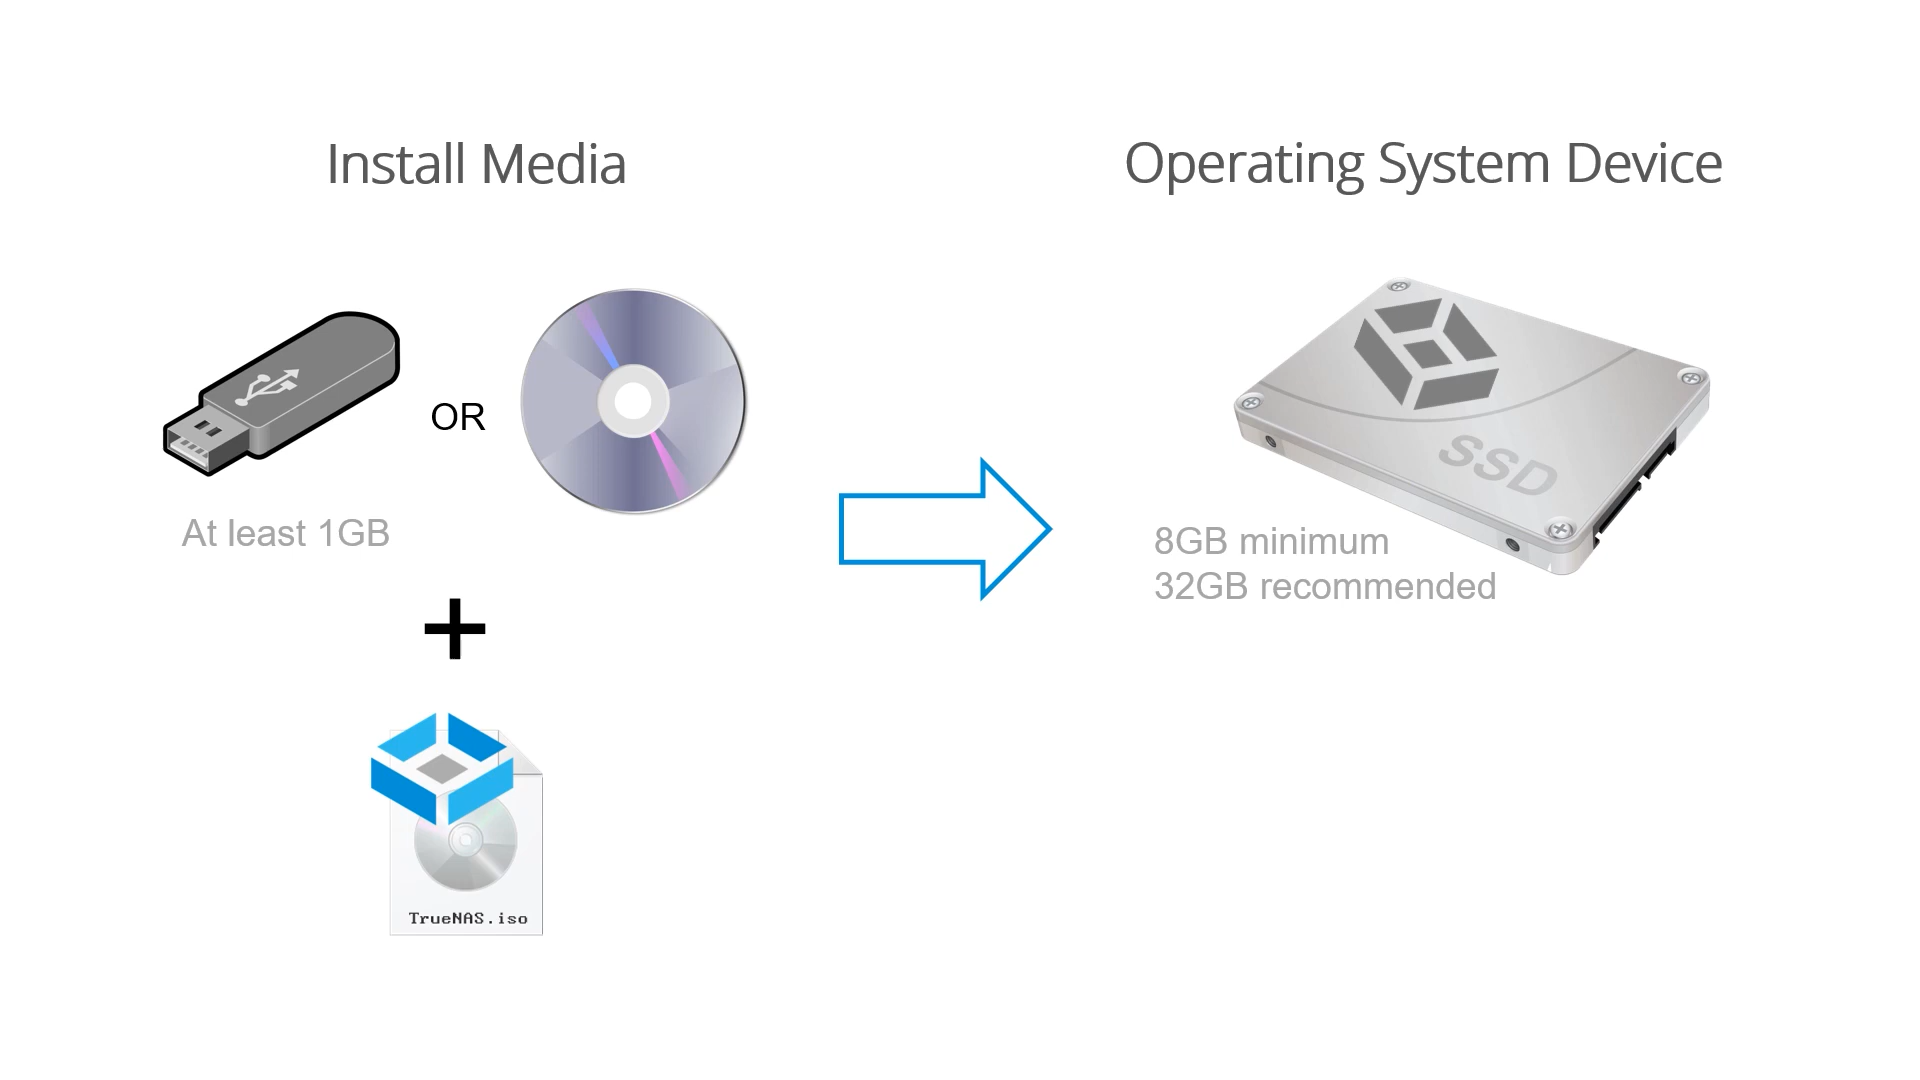 Install Media
OR
At least 1GB
TrueNAS.iso
Operating System Device
SSD
8GB minimum
32GB recommended